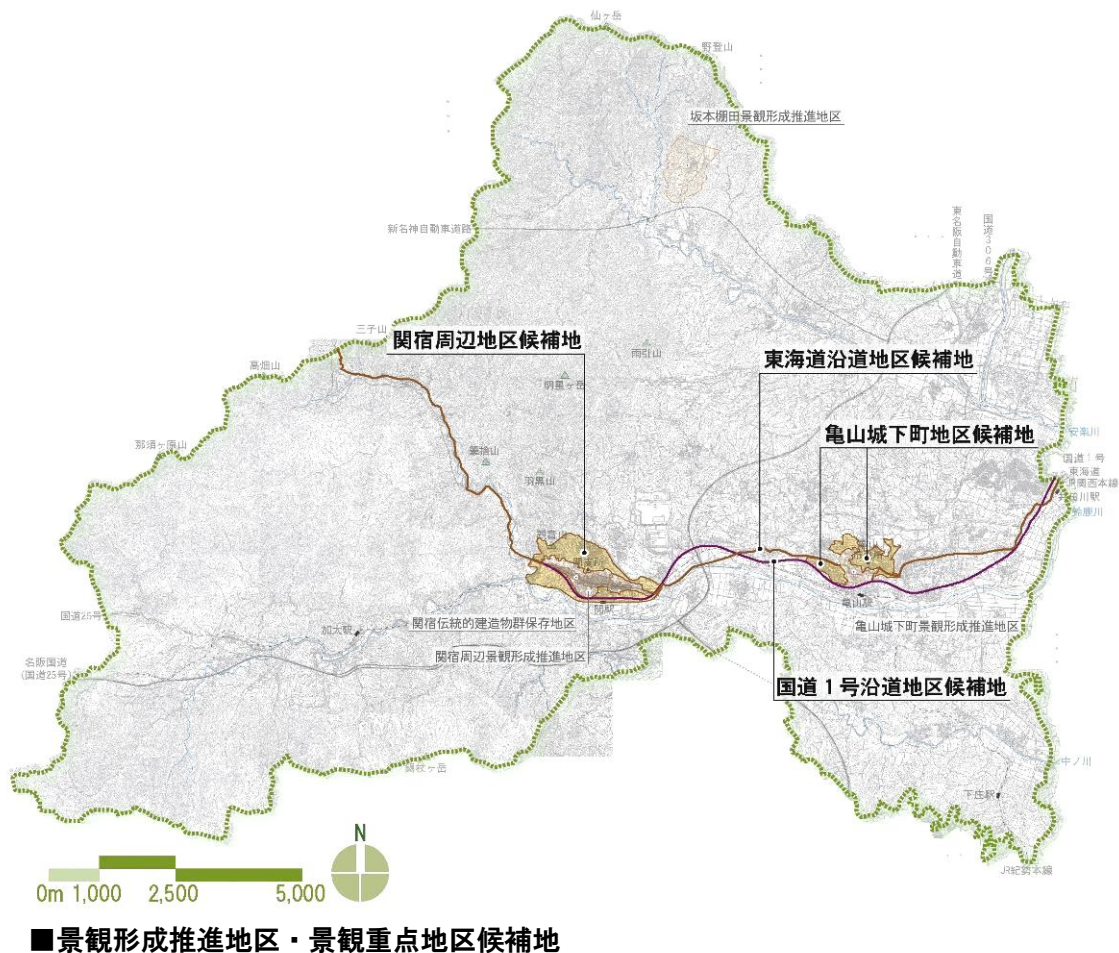 仙ヶ岳
野登山
坂本棚田景観形成推進地区
新名神自動車道路
東名阪自動車道
国道306号
三子山
関宿周辺地区候補地
雨引山
東海道沿道地区候補地
高畑山
明星ヶ岳
亀山城下町地区候補地
安楽川
那須ヶ原山
筆捨山
国道1号
羽黒山
東海道
JR関西本線
井田川駅
鈴鹿川
関駅
亀山駅
国道25号
加太駅
関宿伝統的建造物群保存地区
亀山城下町景観形成推進地区
関宿周辺景観形成推進地区
名阪国道
(国道25号)
国道1号沿道地区候補地
中ノ川
下庄駅
JR紀勢本線
N
0m 1,000 2,500 5,000
■景観形成推進地区・景観重点地区候補地